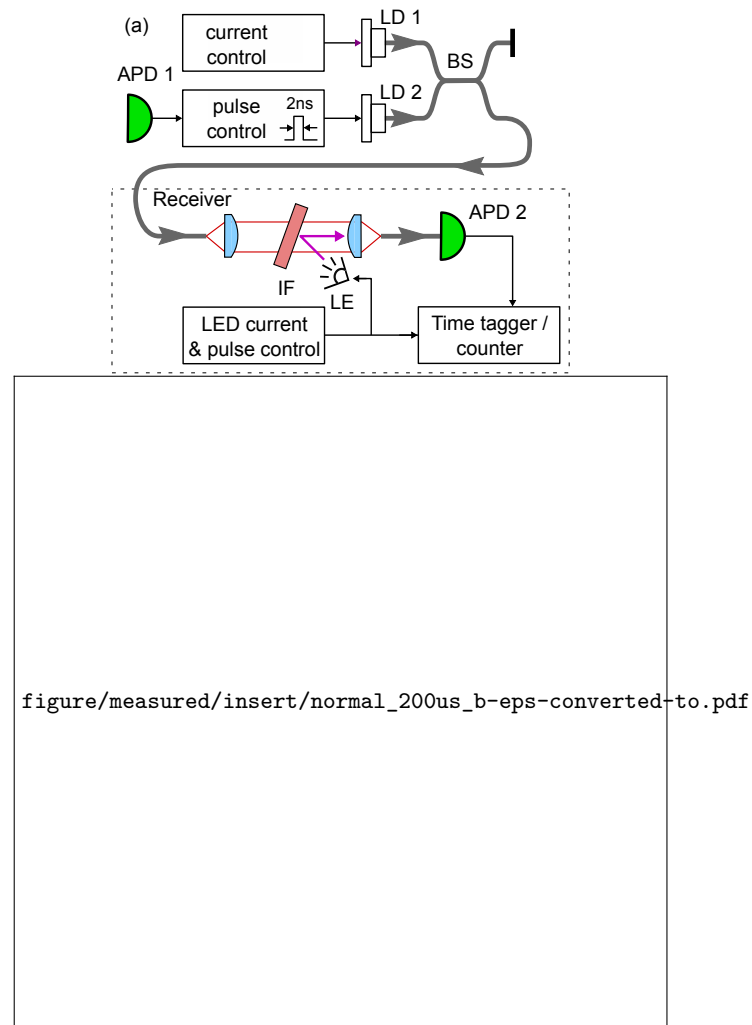 (a)
LD 1
current
control
BS
APD 1
LD 2
pulse
control
2ns
Receiver
APD 2
IF
LE
LED current
& pulse control
Time tagger /
counter
figure/measured/insert/normal_200us_b-eps-converted-to.pdf